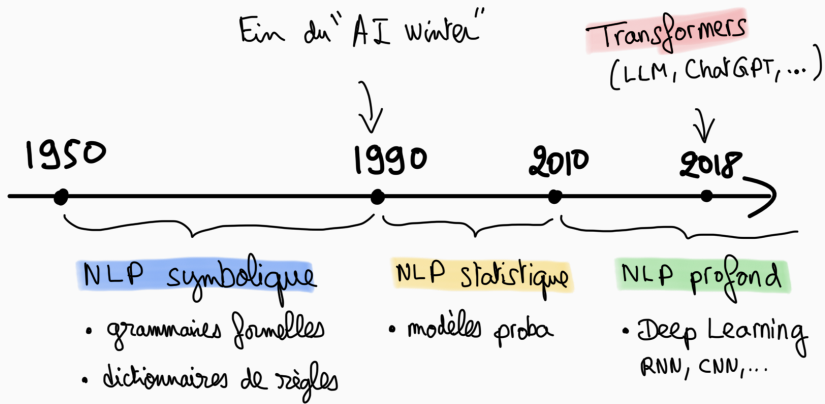 Fin du "AI winter"
Transformers
(LLM, ChatGPT, ...)
1950
1990
2010
2018
NLP symbolique
• grammaires formelles
• dictionnaires de règles
NLP statistique
• modèles proba
NLP profond
• Deep Learning
RNN, CNN, ...